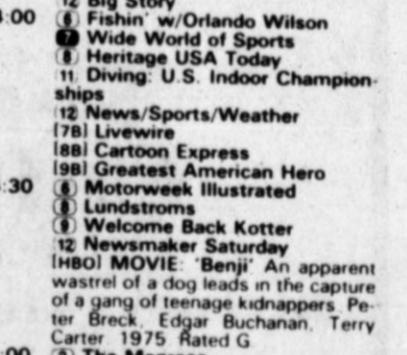 12 Big Story
:00 6 Fishin' w/Orlando Wilson
7 Wide World of Sports
8 Heritage USA Today
11 Diving: U.S. Indoor Champion-
ships
12 News/Sports/Weather
[7B] Livewire
[8B] Cartoon Express
[9B] Greatest American Hero
:30 6 Motorweek Illustrated
8 Lundstroms
9 Welcome Back Kotter
12 Newsmaker Saturday
[HBO] MOVIE: 'Benji' An apparent
wastrel of a dog leads in the capture
of a gang of teenage kidnappers. Pe-
ter Breck, Edgar Buchanan, Terry
Carter. 1975. Rated G.
:00 The